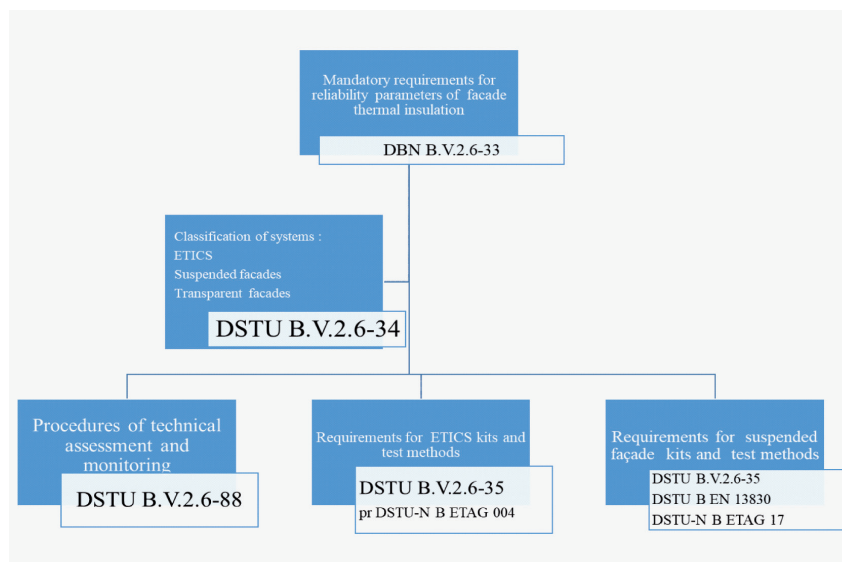 Mandatory requirements for
reliability parameters of facade
thermal insulation
DBN B.V.2.6-33
Classification of systems :
ETICS
Suspended facades
Transparent facades
DSTU B.V.2.6-34
Procedures of technical
assessment and
monitoring
DSTU B.V.2.6-88
Requirements for ETICS kits and
test methods
DSTU B.V.2.6-35
pr DSTU-N B ETAG 004
Requirements for suspended
façade kits and test methods
DSTU B.V.2.6-35
DSTU B EN 13830
DSTU-N B ETAG 17